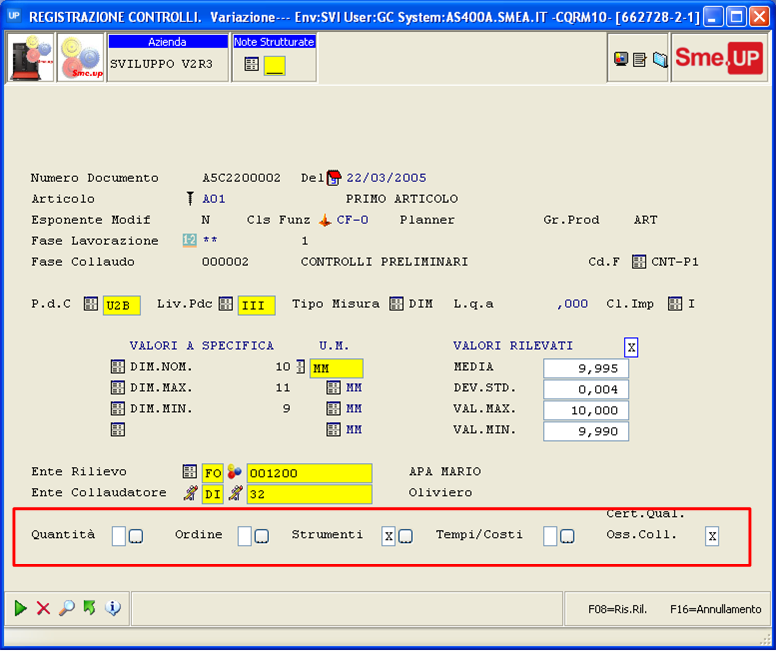 UP REGISTRAZIONE CONTROLLI. Variazione--- Env:SVI User:GC System:AS400A.SMEA.IT -CQRM10- [662728-2-1]
Sme.up Azienda Note Strutturate Sme.UP
SVILUPPO V2R3
Numero Documento A5C2200002 Del 22/03/2005
Articolo A01 PRIMO ARTICOLO
Esponente Modif N Cls Funz CF-0 Planner Gr.Prod ART
Fase Lavorazione ** 1
Fase Collaudo 000002 CONTROLLI PRELIMINARI Cd.F CNT-P1
P.d.C U2B Liv.Pdc III Tipo Misura DIM L.q.a ,000 Cl.Imp I
VALORI A SPECIFICA U.M. VALORI RILEVATI X
DIM.NOM. 10 MM MEDIA 9,995
DIM.MAX. 11 MM DEV.STD. 0,004
DIM.MIN. 9 MM VAL.MAX. 10,000
MM VAL.MIN. 9,990
Ente Rilievo FO 001200 APA MARIO
Ente Collaudatore DI 32 Oliviero
Cert.Qual.
Quantità Ordine Strumenti X Tempi/Costi Oss.Coll. X
F08=Ris.Ril. F16=Annullamento